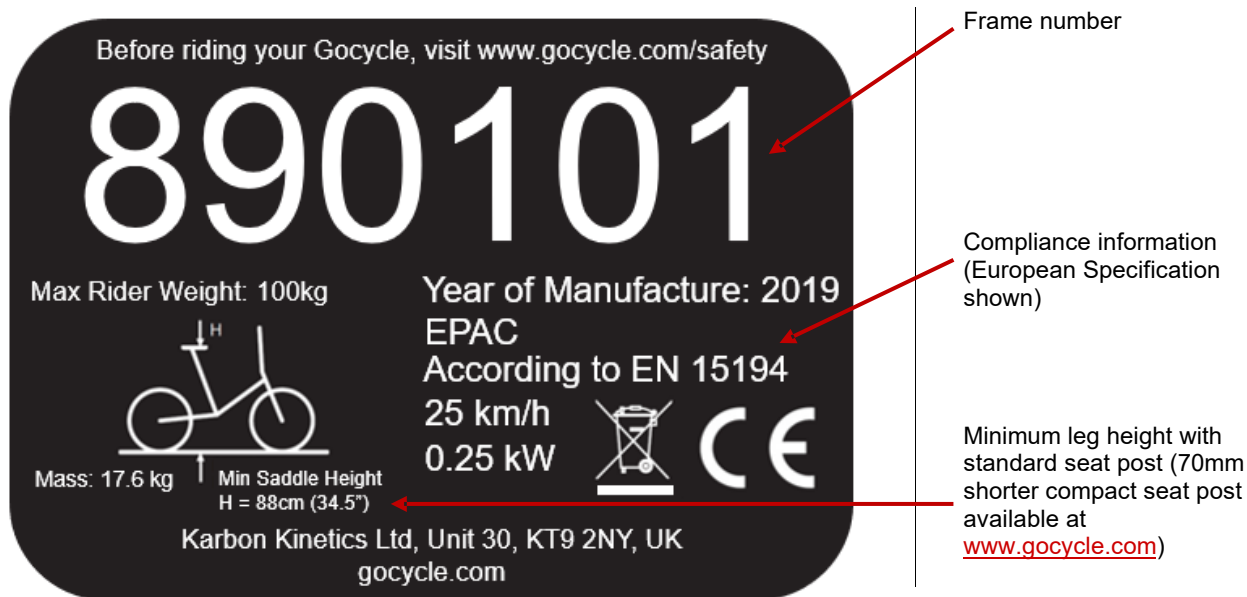 Before riding your Gocycle, visit www.gocycle.com/safety
890101
Max Rider Weight: 100kg
H
Mass: 17.6 kg
Min Saddle Height
H = 88cm (34.5”)
Year of Manufacture: 2019
EPAC
According to EN 15194
25 km/h
0.25 kW
CE
Karbon Kinetics Ltd, Unit 30, KT9 2NY, UK
gocycle.com
Frame number
Compliance information
(European Specification
shown)
Minimum leg height with
standard seat post (70mm
shorter compact seat post
available at
www.gocycle.com)